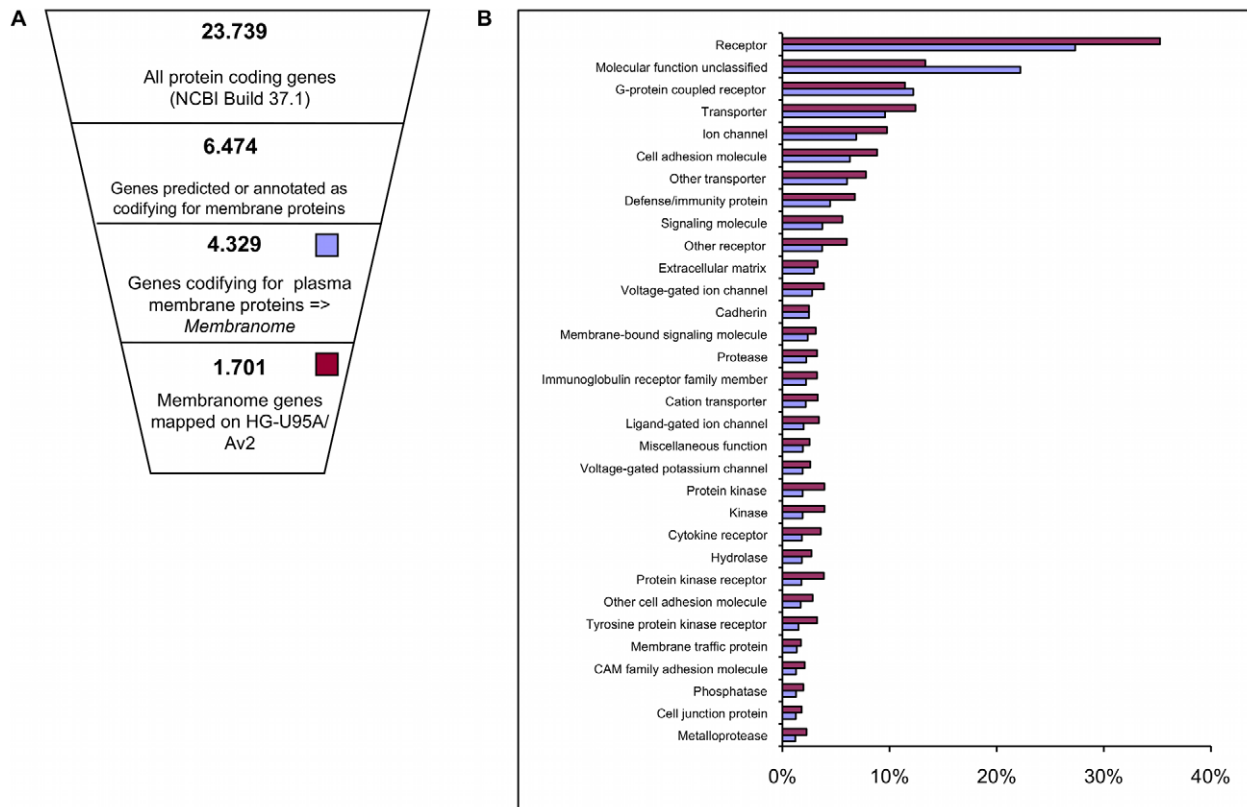 A
23.739
All protein coding genes
(NCBI Build 37.1)
6.474
Genes predicted or annotated as
codifying for membrane proteins
4.329
Genes codifying for plasma
membrane proteins =>
Membranome
1.701
Membranome genes
mapped on HG-U95A/
Av2
B
Receptor
Molecular function unclassified
G-protein coupled receptor
Transporter
Ion channel
Cell adhesion molecule
Other transporter
Defense/immunity protein
Signaling molecule
Other receptor
Extracellular matrix
Voltage-gated ion channel
Cadherin
Membrane-bound signaling molecule
Protease
Immunoglobulin receptor family member
Cation transporter
Ligand-gated ion channel
Miscellaneous function
Voltage-gated potassium channel
Protein kinase
Kinase
Cytokine receptor
Hydrolase
Protein kinase receptor
Other cell adhesion molecule
Tyrosine protein kinase receptor
Membrane traffic protein
CAM family adhesion molecule
Phosphatase
Cell junction protein
Metalloprotease
0% 10% 20% 30% 40%